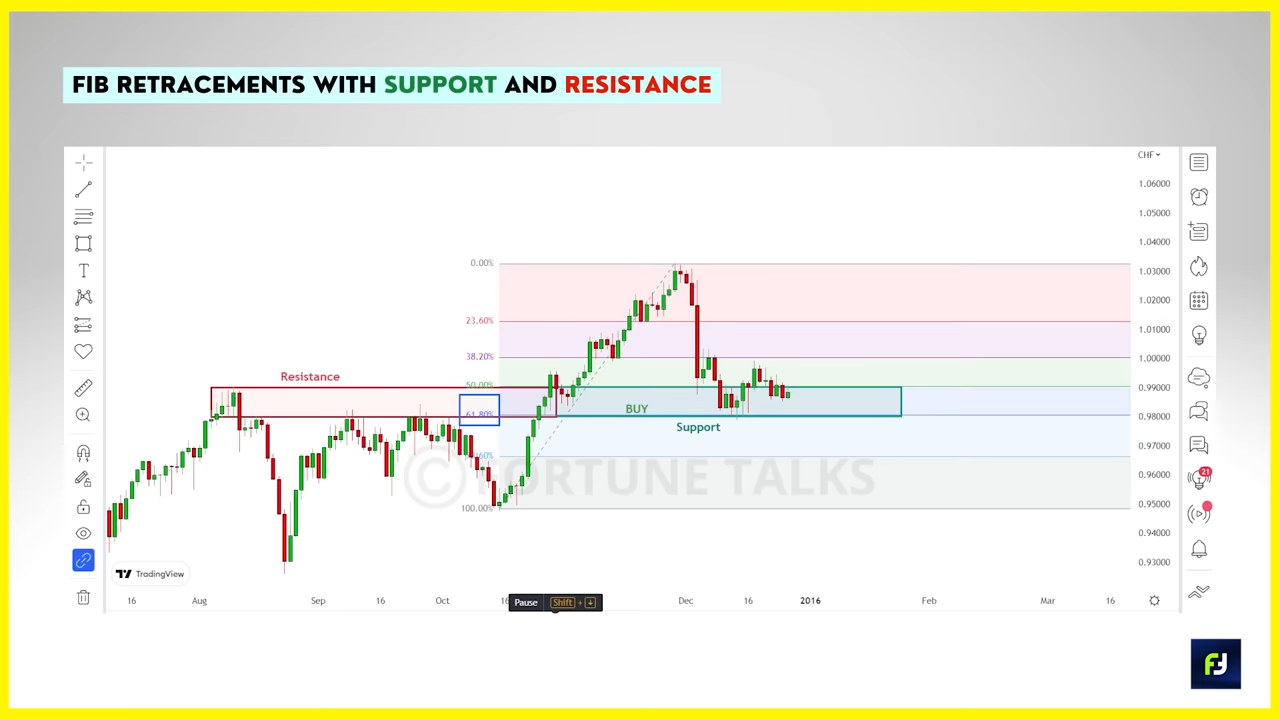 FIB RETRACEMENTS WITH SUPPORT AND RESISTANCE
CHF
1.06000
1.05000
1.04000
0.00%
1.03000
1.02000
23.60%
1.01000
38.20%
1.00000
Resistance
50.00%
0.99000
BUY
61.80%
0.98000
Support
0.97000
.60%
0.96000
© FORTUNE TALKS
21
100.00%
0.95000
0.94000
0.93000
TradingView
16 Aug Sep 16 Oct 16 Dec 16 2016 Feb Mar 16
Pause Shift + ↓